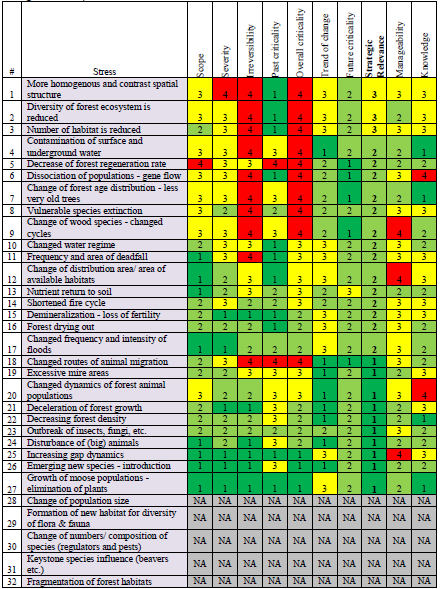 # Stress Scope Severity Irreversibility Past criticality Overall criticality Trend of change Future criticality Strategic Relevance Manageability Knowledge
1 More homogenous and contrast spatial
structure 3 4 4 1 4 3 2 3 3 3
2 Diversity of forest ecosystem is
reduced 3 3 4 1 4 3 2 3 2 3
3 Number of habitat is reduced 2 3 4 1 4 3 2 3 3 3
4 Contamination of surface and
underground water 3 3 4 3 4 1 2 2 2 1
5 Decrease of forest regeneration rate 4 3 3 4 4 2 1 2 2 2
6 Dissociation of populations - gene flow 3 3 4 1 4 2 1 2 3 4
7 Change of forest age distribution - less
very old trees 3 3 4 3 4 2 1 2 2 1
8 Vulnerable species extinction 3 2 4 2 4 2 2 2 3 3
9 Change of wood species - changed
cycles 3 3 4 3 4 2 1 2 4 2
10 Changed water regime 2 3 3 1 3 3 2 2 3 2
11 Frequency and area of deadfall 1 3 4 1 3 3 2 2 3 3
12 Change of distribution area/ area of
available habitats 1 2 3 1 3 3 2 2 4 3
13 Nutrient return to soil 1 2 3 2 3 2 3 2 2 3
14 Shortened fire cycle 2 3 2 2 3 3 2 2 3 3
15 Demineralization - loss of fertility 2 1 1 1 2 3 2 2 3 3
16 Forest drying out 2 2 2 1 2 3 2 2 3 2
17 Changed frequency and intensity of
floods 1 1 2 2 2 3 2 2 3 2
18 Changed routes of animal migration 2 3 4 4 4 1 1 1 3 2
19 Excessive mire areas 2 2 3 3 3 1 2 1 2 3
20 Changed dynamics of forest animal
populations 3 2 2 3 3 1 2 1 3 4
21 Deceleration of forest growth 2 1 1 3 2 1 2 1 2 3
22 Decreasing forest density 2 2 2 3 2 1 2 1 2 1
23 Outbreak of insects, fungi, etc. 2 2 2 2 2 1 2 1 3 2
24 Disturbance of (big) animals 1 2 1 3 2 1 2 1 2 2
25 Increasing gap dynamics 1 1 1 1 1 3 2 1 4 3
26 Emerging new species - introduction 1 1 1 3 1 1 2 1 2 2
27 Growth of moose populations -
elimination of plants 1 1 1 1 1 3 2 1 2 1
28 Change of population size NA NA NA NA NA NA NA NA NA NA
29 Formation of new habitat for diversity
of flora & fauna NA NA NA NA NA NA NA NA NA NA
30 Change of numbers/ composition of
species (regulators and pests) NA NA NA NA NA NA NA NA NA NA
31 Keystone species influence (beavers
etc.) NA NA NA NA NA NA NA NA NA NA
32 Fragmentation of forest habitats NA NA NA NA NA NA NA NA NA NA